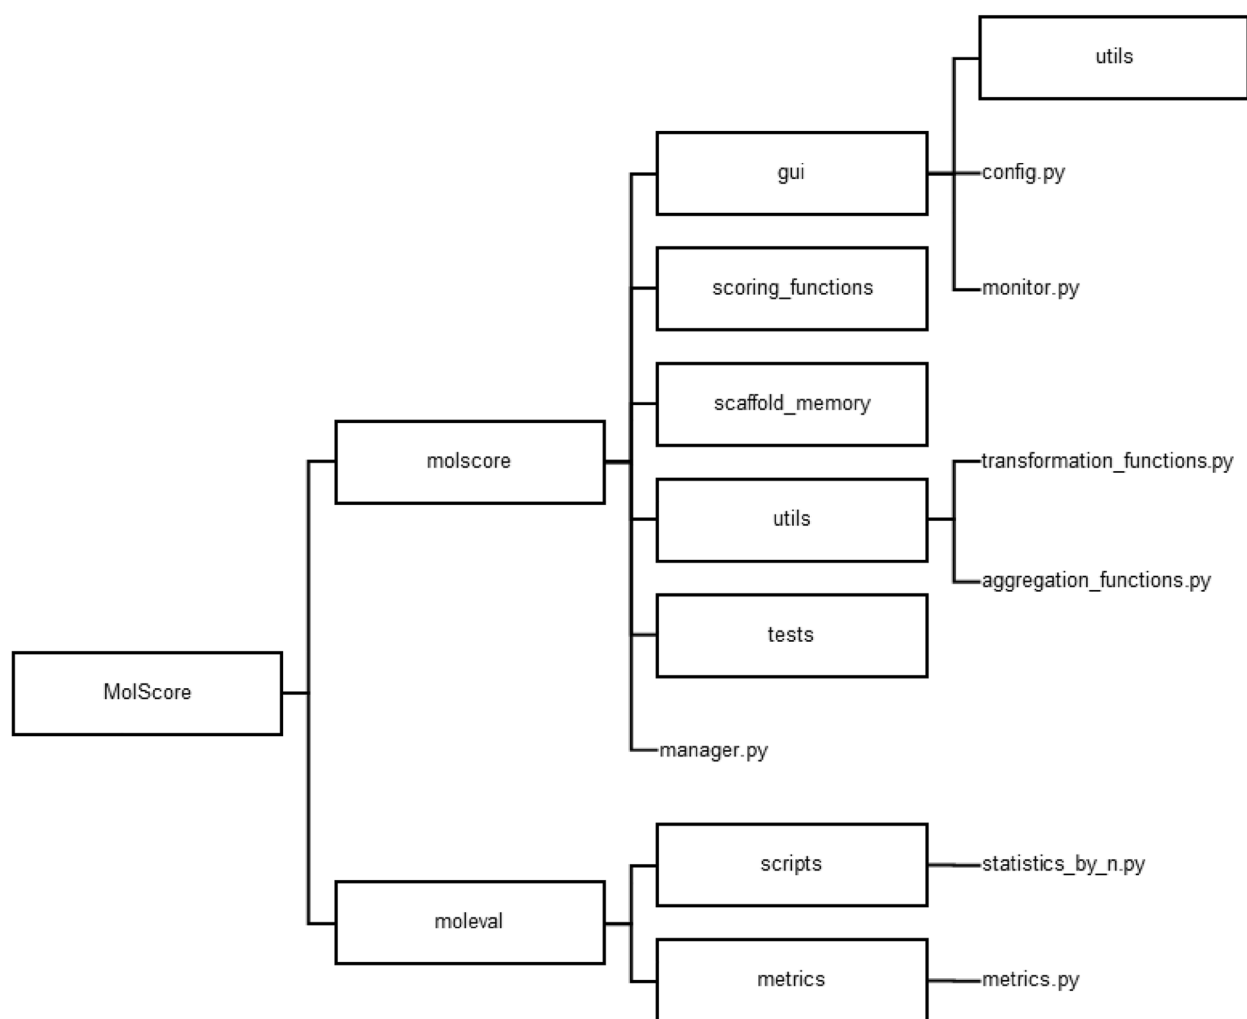 utils
gui
config.py
scoring_functions
monitor.py
scaffold_memory
molscore
transformation_functions.py
utils
aggregation_functions.py
tests
MolScore
manager.py
scripts
statistics_by_n.py
moleval
metrics
metrics.py